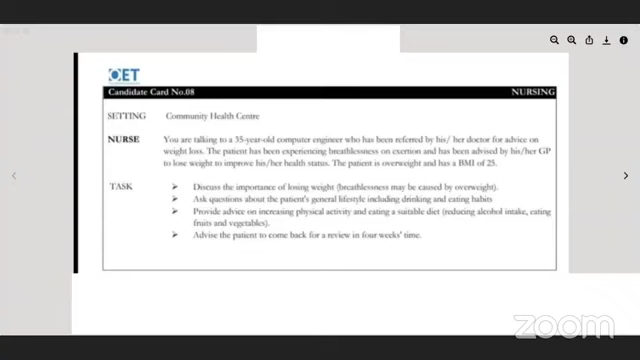 OET
Candidate Card No.08 NURSING
SETTING Community Health Centre
NURSE You are talking to a 35-year-old computer engineer who has been referred by his/ her doctor for advice on
weight loss. The patient has been experiencing breathlessness on exertion and has been advised by his/her GP
to lose weight to improve his/her health status. The patient is overweight and has a BMI of 25.
TASK ➤ Discuss the importance of losing weight (breathlessness may be caused by overweight).
➤ Ask questions about the patient's general lifestyle including drinking and eating habits
➤ Provide advice on increasing physical activity and eating a suitable diet (reducing alcohol intake, eating
fruits and vegetables).
➤ Advise the patient to come back for a review in four weeks' time.
zoom